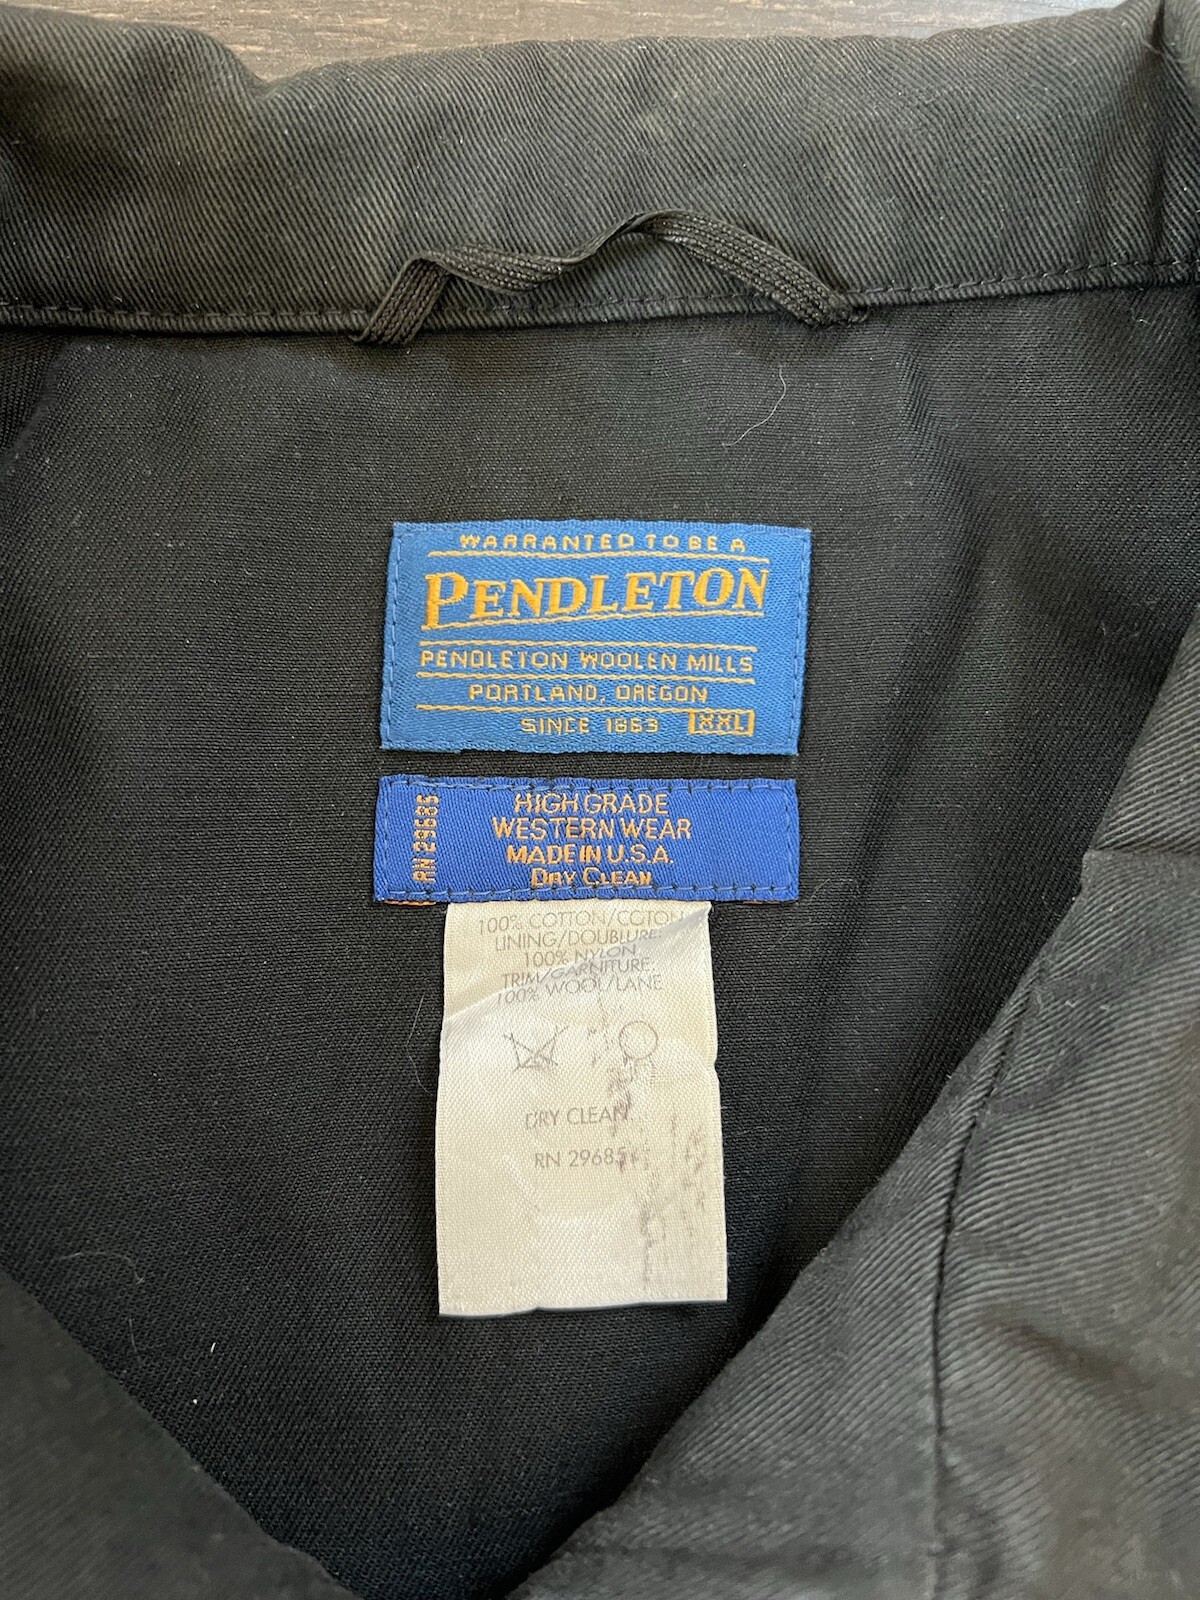 WARRANTED TO BE A
PENDLETON
PENDLETON WOOLEN MILLS
PORTLAND, OREGON
SINCE 1863 XXL
RN 29685
HIGH GRADE
WESTERN WEAR
MADE IN U.S.A.
DRY CLEAN
100% COTTON/COTON
LINING/DOUBLURE:
100% NYLON
TRIM/GARNITURE
100% WOOL/LANE
DRY CLEAN
RN 29685